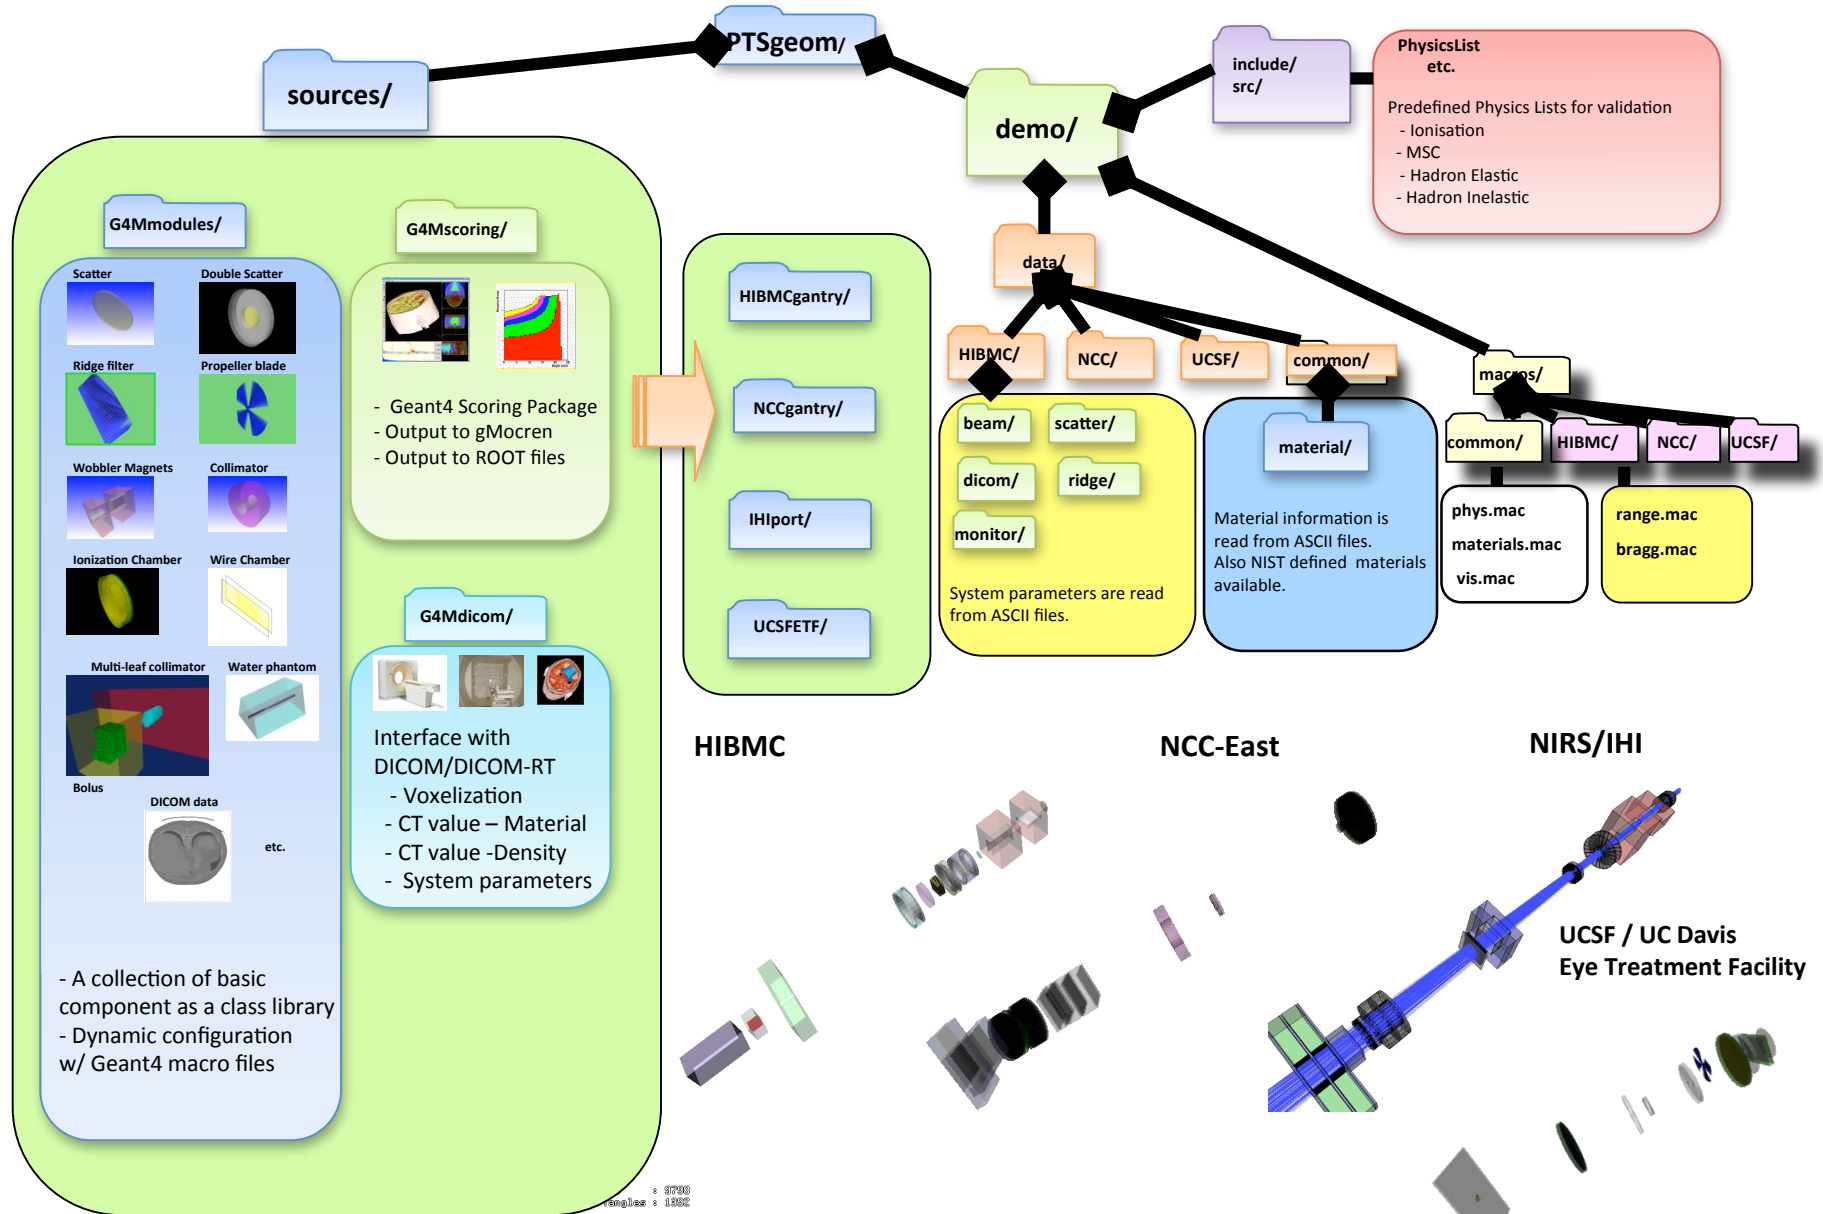 PTSgeom/
sources/
demo/
include/
src/
PhysicsList
etc.
Predefined Physics Lists for validation
- Ionisation
- MSC
- Hadron Elastic
- Hadron Inelastic
G4Mmodules/
Scatter
Double Scatter
Ridge filter
Propeller blade
Wobbler Magnets
Collimator
Ionization Chamber
Wire Chamber
Multi-leaf collimator
Water phantom
Bolus
DICOM data
etc.
- A collection of basic
component as a class library
- Dynamic configuration
w/ Geant4 macro files
G4Mscoring/
- Geant4 Scoring Package
- Output to gMocren
- Output to ROOT files
G4Mdicom/
Interface with
DICOM/DICOM-RT
- Voxelization
- CT value – Material
- CT value -Density
- System parameters
HIBMCgantry/
NCCgantry/
IHIport/
UCSFETF/
data/
HIBMC/
NCC/
UCSF/
common/
beam/
scatter/
dicom/
ridge/
monitor/
System parameters are read
from ASCII files.
material/
Material information is
read from ASCII files.
Also NIST defined materials
available.
macros/
common/
HIBMC/
NCC/
UCSF/
phys.mac
materials.mac
vis.mac
range.mac
bragg.mac
HIBMC
NCC-East
NIRS/IHI
UCSF / UC Davis
Eye Treatment Facility
: 9790
: 1392